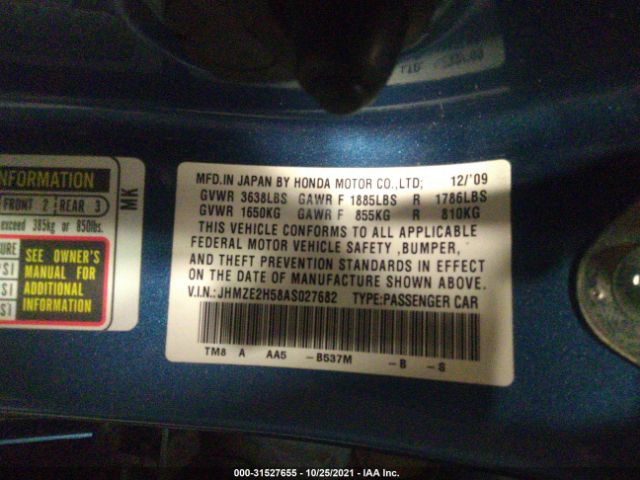 NFORMATION
FRONT 2 REAR 3
exceed 385kg or 850lbs.
SEE OWNER'S
MANUAL FOR
ADDITIONAL
INFORMATION
MK
MFD.IN JAPAN BY HONDA MOTOR CO.,LTD; 12/'09
GVWR 3638LBS GAWR F 1885LBS R 1786LBS
GVWR 1650KG GAWR F 855KG R 810KG
THIS VEHICLE CONFORMS TO ALL APPLICABLE
FEDERAL MOTOR VEHICLE SAFETY ,BUMPER,
AND THEFT PREVENTION STANDARDS IN EFFECT
ON THE DATE OF MANUFACTURE SHOWN ABOVE.
V.I.N.: JHMZE2H58AS027682 TYPE:PASSENGER CAR
TM8 A AA5 -B537M -B -S
000-31527655 - 10/25/2021 - IAA Inc.